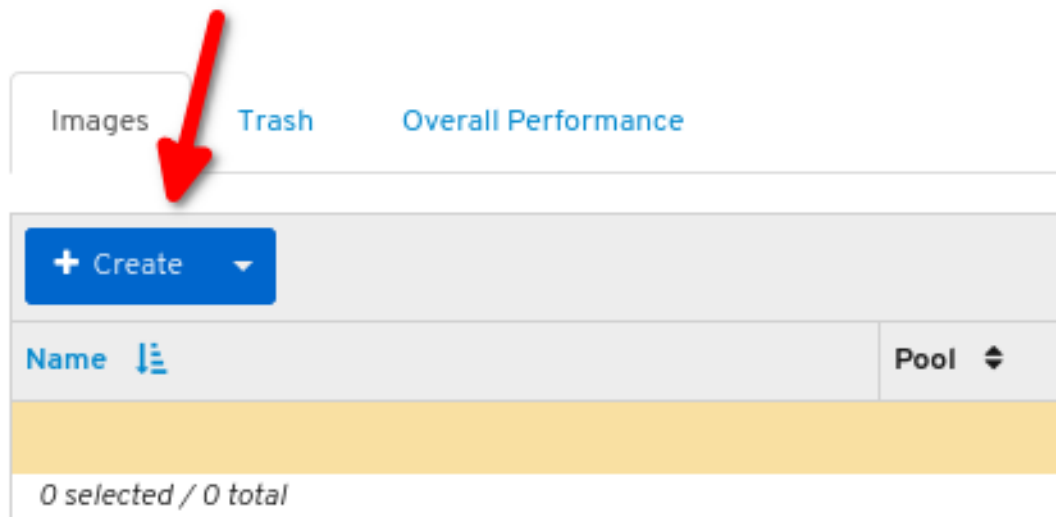 Images Trash Overall Performance
Create
Name Pool
0 selected / 0 total